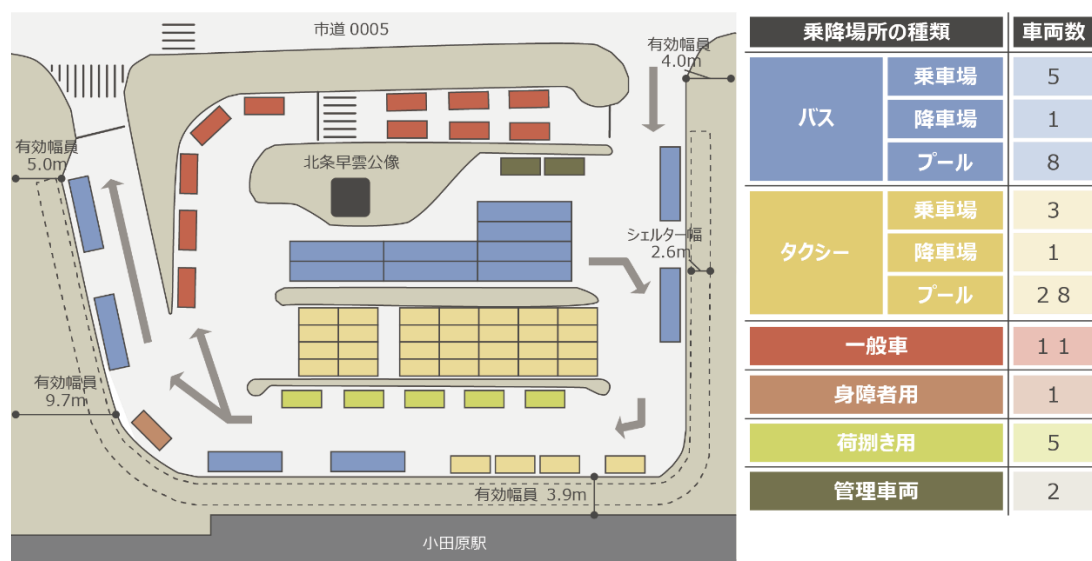 市道 0005
有効幅員
4.0m
有効幅員
5.0m
北条早雲公像
シェルター幅
2.6m
有効幅員
9.7m
有効幅員 3.9m
小田原駅
乗降場所の種類 車両数
バス
乗車場 5
降車場 1
プール 8
タクシー
乗車場 3
降車場 1
プール 28
一般車 11
身障者用 1
荷捌き用 5
管理車両 2